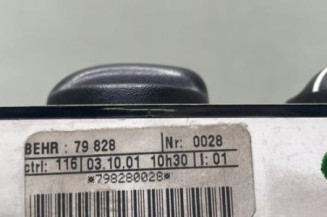 BEHR: 79 828 Nr: 0028
ctrl: 116 03.10.01 10h30 I: 01
*798280028*